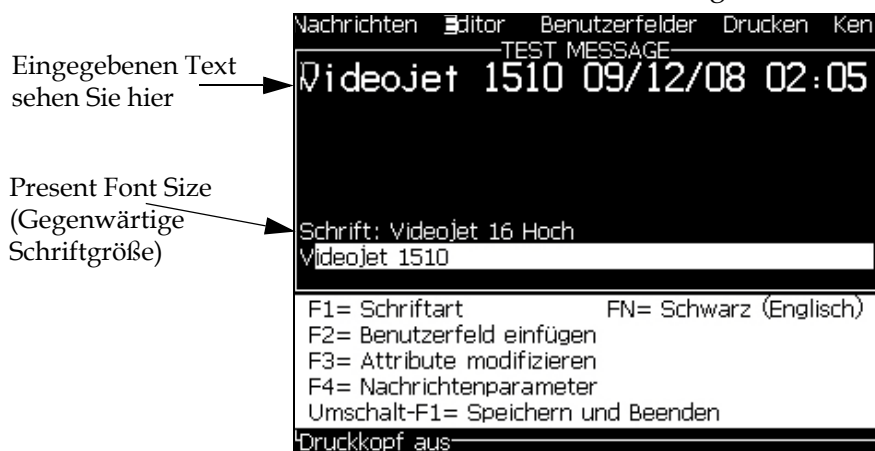 Nachrichten Editor Benutzerfelder Drucken Ken
TEST MESSAGE
Eingegebenen Text
sehen Sie hier
Videojet 1510 09/12/08 02:05
Present Font Size
(Gegenwärtige
Schriftgröße)
Schrift: Videojet 16 Hoch
Videojet 1510
F1= Schriftart FN= Schwarz (Englisch)
F2= Benutzerfeld einfügen
F3= Attribute modifizieren
F4= Nachrichtenparameter
Umschalt-F1= Speichern und Beenden
Druckkopf aus